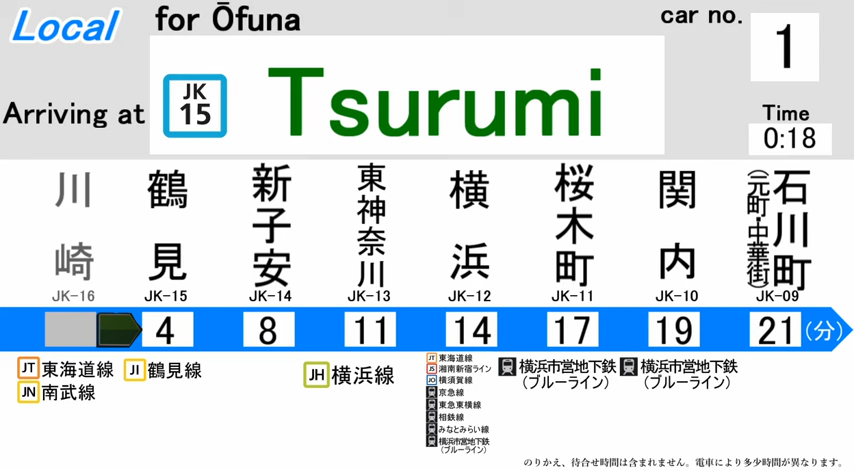 Local
for Ōfuna
car no.
1
Arriving at
JK
15
Tsurumi
Time
0:18
川崎
鶴見
新子安
東神奈川
横浜
桜木町
関内
石川町
(元町・中華街)
JK-16
JK-15
JK-14
JK-13
JK-12
JK-11
JK-10
JK-09
4
8
11
14
17
19
21
(分)
JT 東海道線
JN 南武線
JI 鶴見線
JH 横浜線
JT 東海道線
JS 湘南新宿ライン
JO 横須賀線
京急線
東急東横線
相鉄線
みなとみらい線
横浜市営地下鉄
(ブルーライン)
横浜市営地下鉄
(ブルーライン)
横浜市営地下鉄
(ブルーライン)
のりかえ、待合せ時間は含まれません。電車により多少時間が異なります。